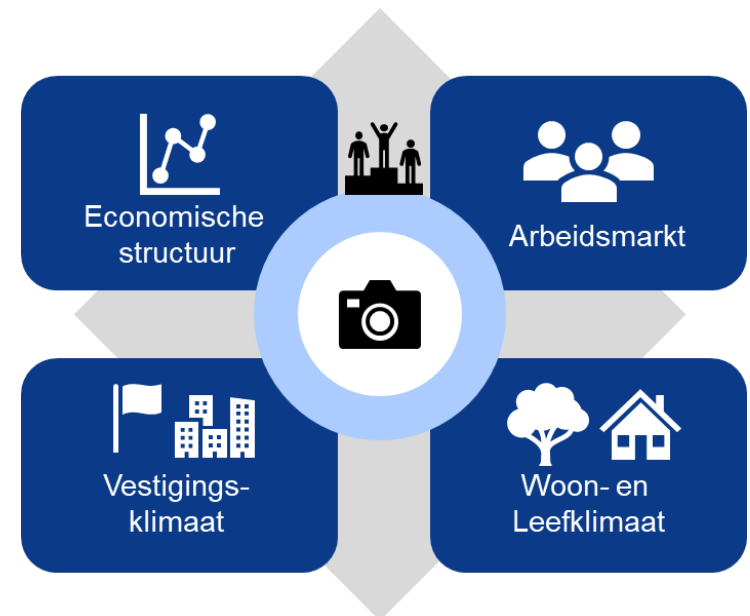 Economische
structuur
Arbeidsmarkt
Vestigings-
klimaat
Woon- en
Leefklimaat